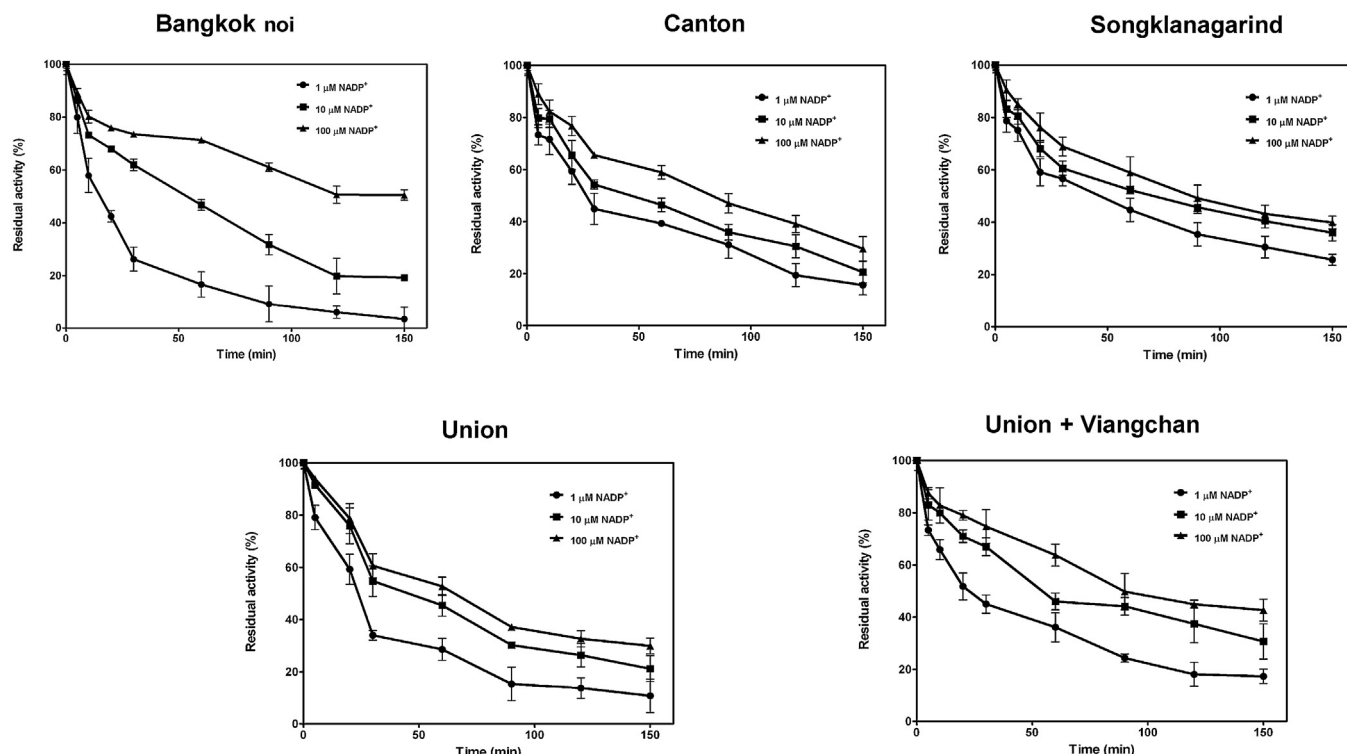 Bangkok noi
Residual activity (%)
100
80
60
40
20
0
0 50 100 150
Time (min)
1 µM NADP⁺
10 µM NADP⁺
100 µM NADP⁺
Canton
Residual activity (%)
100
80
60
40
20
0
0 50 100 150
Time (min)
1 µM NADP⁺
10 µM NADP⁺
100 µM NADP⁺
Songklanagarind
Residual activity (%)
100
80
60
40
20
0
0 50 100 150
Time (min)
1 µM NADP⁺
10 µM NADP⁺
100 µM NADP⁺
Union
Residual activity (%)
100
80
60
40
20
0
0 50 100 150
Time (min)
1 µM NADP⁺
10 µM NADP⁺
100 µM NADP⁺
Union + Viangchan
Residual activity (%)
100
80
60
40
20
0
0 50 100 150
Time (min)
1 µM NADP⁺
10 µM NADP⁺
100 µM NADP⁺